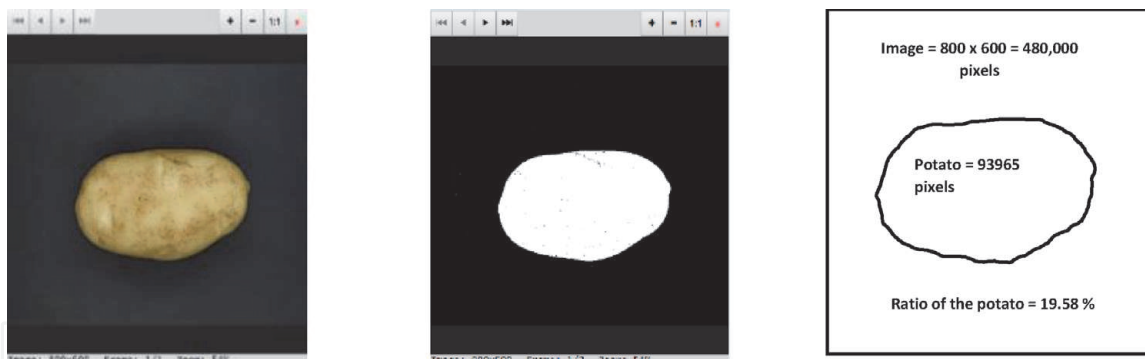 1:1
1:1
Image = 800 x 600 = 480,000
pixels
Potato = 93965
pixels
Ratio of the potato = 19.58 %